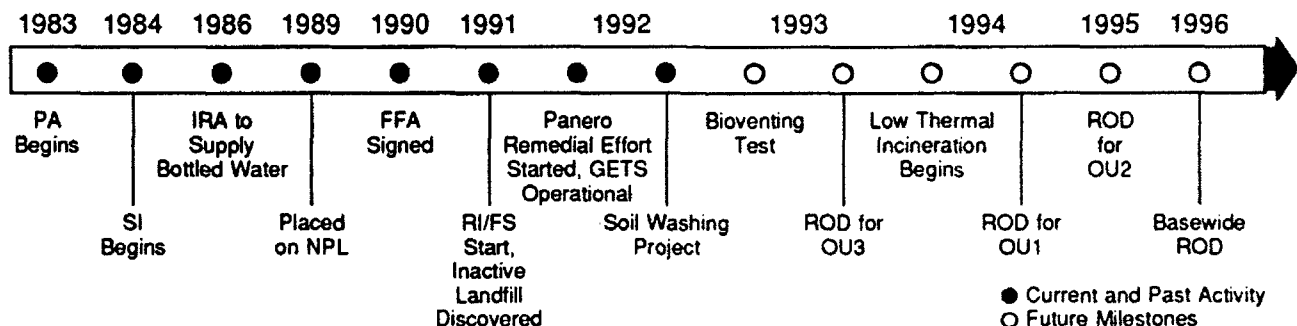 1983 1984 1986 1989 1990 1991 1992 1993 1994 1995 1996
PA
Begins
SI
Begins
IRA to
Supply
Bottled Water
Placed
on NPL
FFA
Signed
RI/FS
Start,
Inactive
Landfill
Discovered
Panero
Remedial Effort
Started, GETS
Operational
Soil Washing
Project
Bioventing
Test
ROD for
OU3
Low Thermal
Incineration
Begins
ROD for
OU1
ROD
for
OU2
Basewide
ROD
Current and Past Activity
Future Milestones